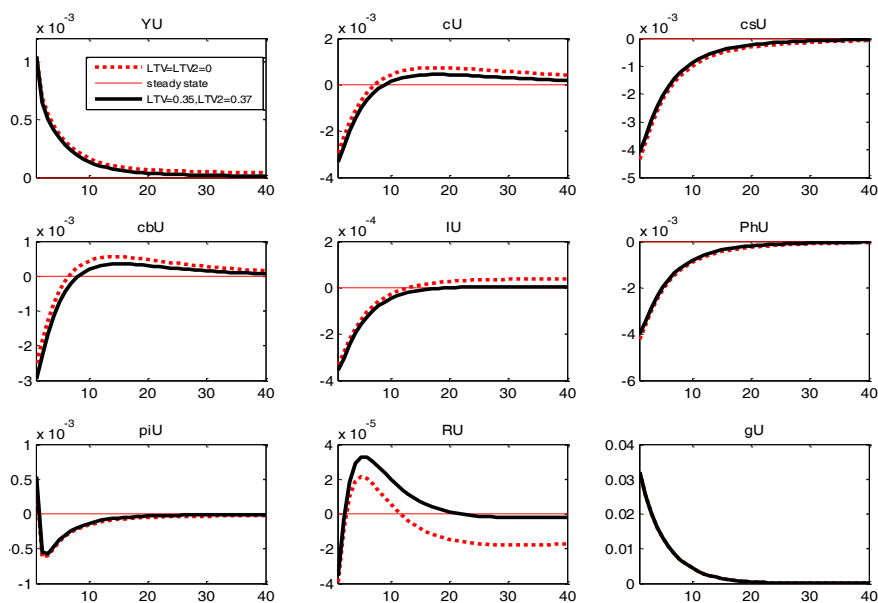 x 10⁻³ YU
1
0.5
0
10 20 30 40
LTV=LTV2=0
steady state
LTV=0.35,LTV2=0.37
x 10⁻³ cU
2
0
-2
-4
10 20 30 40
x 10⁻³ csU
0
-1
-2
-3
-4
-5
10 20 30 40
x 10⁻³ cbU
1
0
-1
-2
-3
10 20 30 40
x 10⁻⁴ IU
2
0
-2
-4
10 20 30 40
x 10⁻³ PhU
0
-2
-4
-6
10 20 30 40
x 10⁻³ piU
1
0.5
0
-0.5
-1
10 20 30 40
x 10⁻⁵ RU
4
2
0
-2
-4
10 20 30 40
gU
0.04
0.03
0.02
0.01
0
10 20 30 40